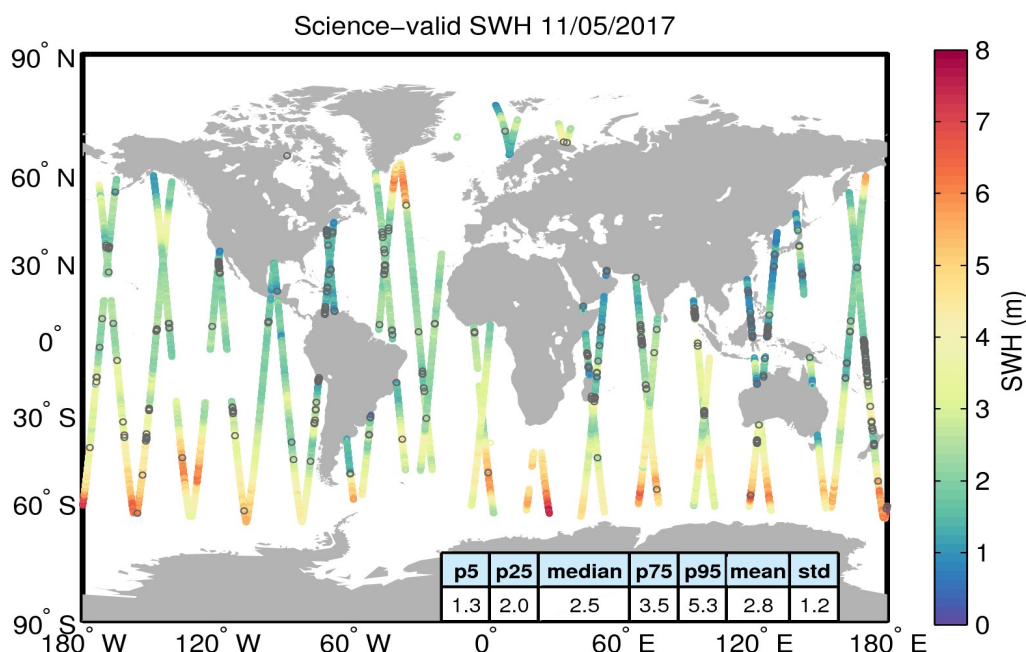 Science−valid SWH 11/05/2017
90° N
60° N
30° N
0°
30° S
60° S
90° S
180° W
120° W
60° W
0°
60° E
120° E
180° E
p5 p25 median p75 p95 mean std
1.3 2.0 2.5 3.5 5.3 2.8 1.2
8
7
6
5
4
3
2
1
0
SWH (m)